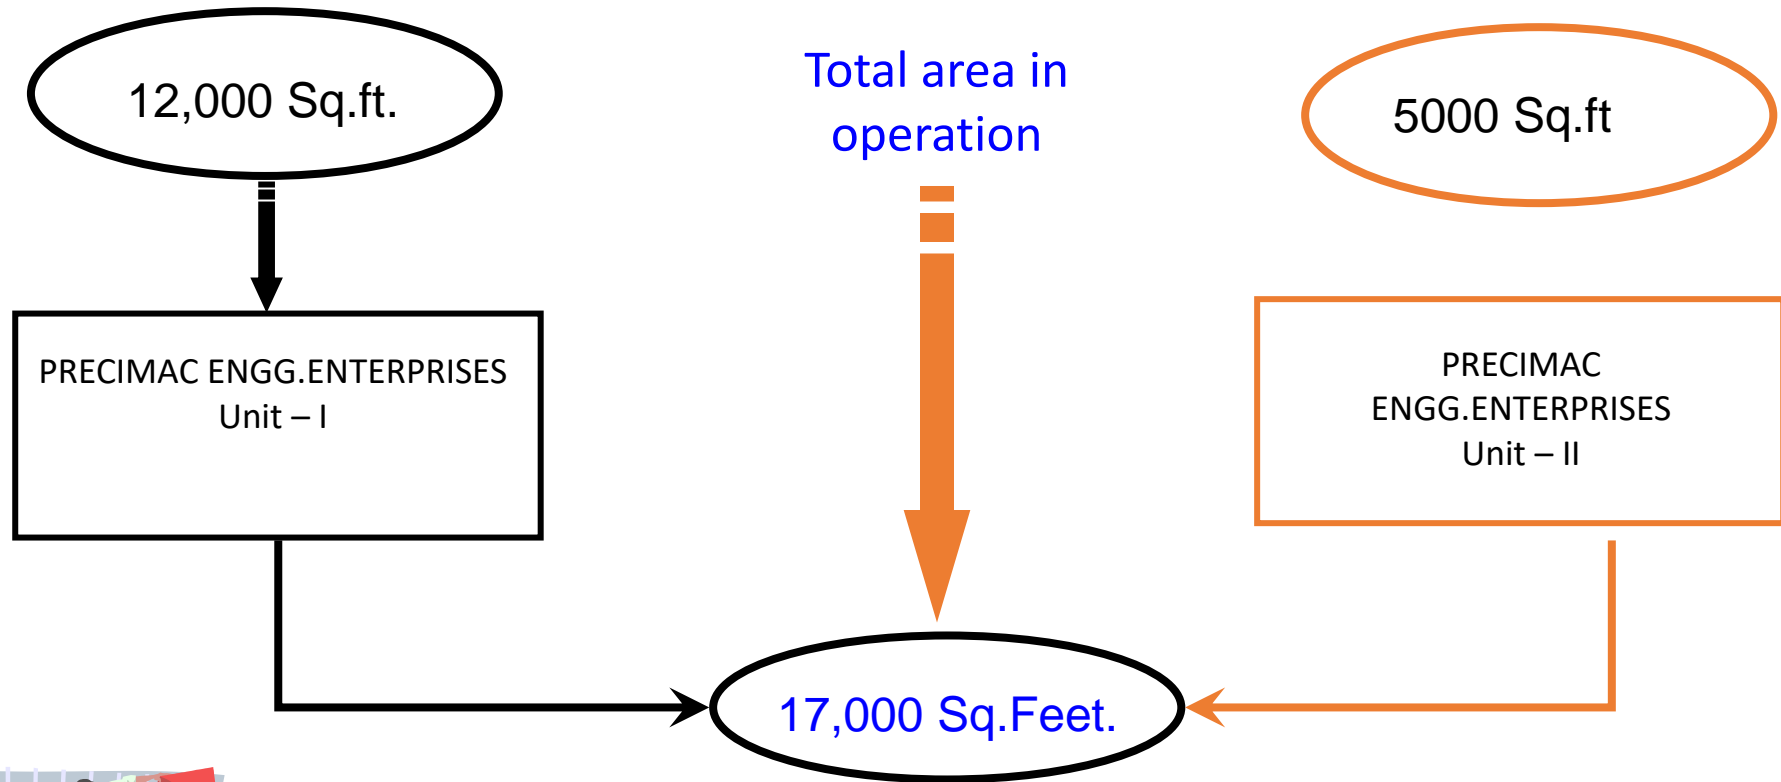 12,000 Sq.ft.
Total area in
operation
5000 Sq.ft
PRECIMAC ENGG.ENTERPRISES
Unit – I
PRECIMAC
ENGG.ENTERPRISES
Unit – II
17,000 Sq.Feet.